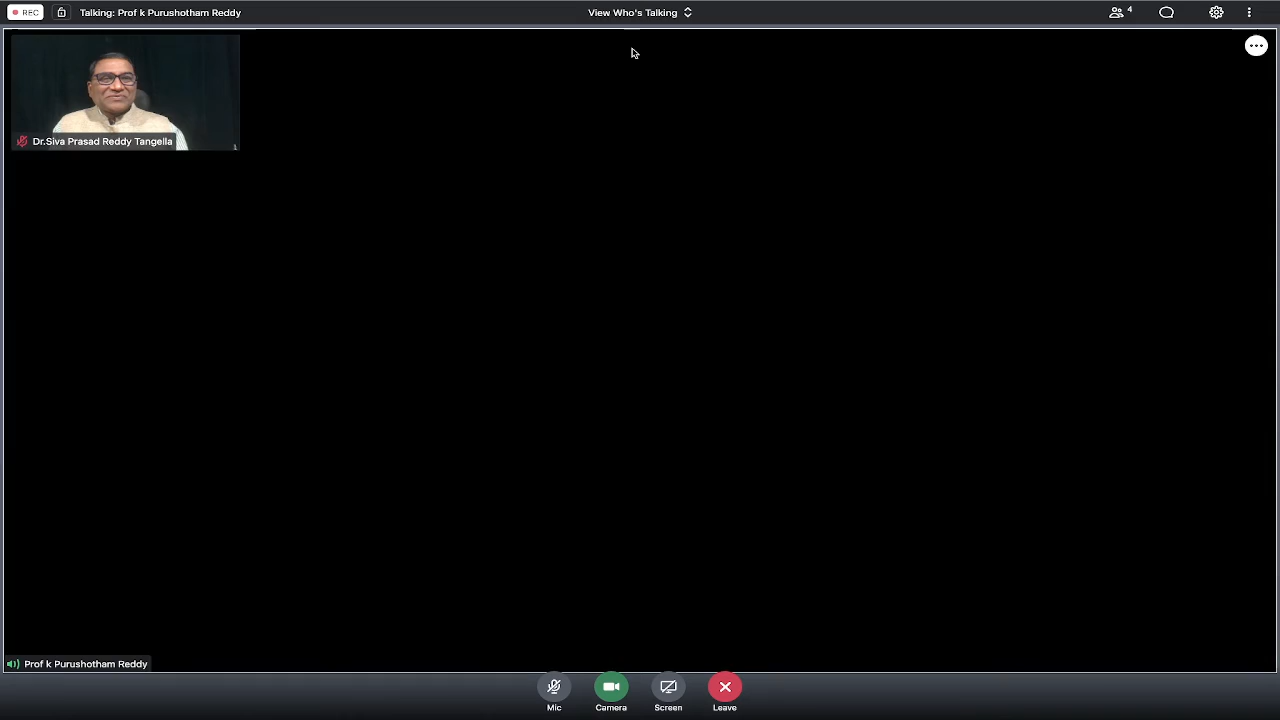 REC
Talking: Prof k Purushotham Reddy
View Who's Talking
4
Dr.Siva Prasad Reddy Tangella
Prof k Purushotham Reddy
Mic
Camera
Screen
Leave